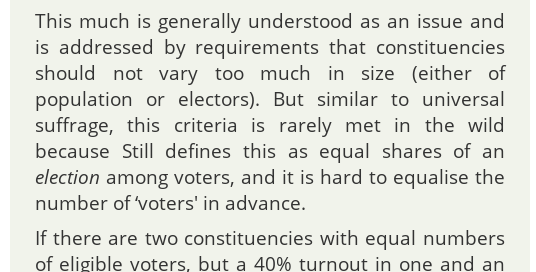 This much is generally understood as an issue and
is addressed by requirements that constituencies
should not vary too much in size (either of
population or electors). But similar to universal
suffrage, this criteria is rarely met in the wild
because Still defines this as equal shares of an
election among voters, and it is hard to equalise the
number of ‘voters' in advance.
If there are two constituencies with equal numbers
of eligible voters, but a 40% turnout in one and an